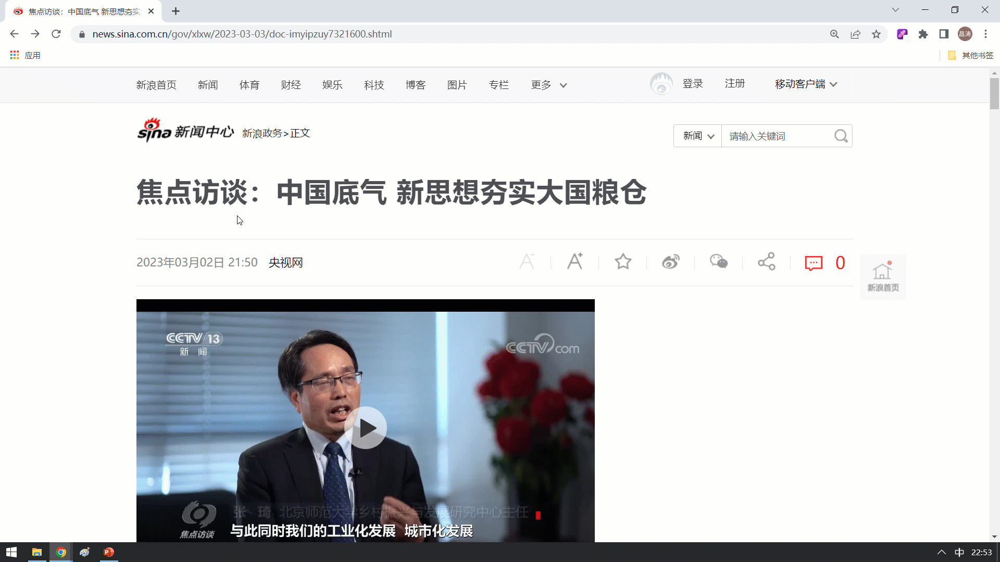 焦点访谈：中国底气 新思想夯实
news.sina.com.cn/gov/xlxw/2023-03-03/doc-imyipzuy7321600.shtml
昌涛
应用
其他书签
新浪首页 新闻 体育 财经 娱乐 科技 博客 图片 专栏 更多 登录 注册 移动客户端
sina 新闻中心 新浪政务>正文
新闻 请输入关键词
焦点访谈：中国底气 新思想夯实大国粮仓
2023年03月02日 21:50 央视网
A- A+ 0
新浪首页
CCTV 13
新闻
CCTV.com
张 琦 北京师范大学乡村振兴与发展研究中心主任
焦点访谈
与此同时我们的工业化发展 城市化发展
中 22:53